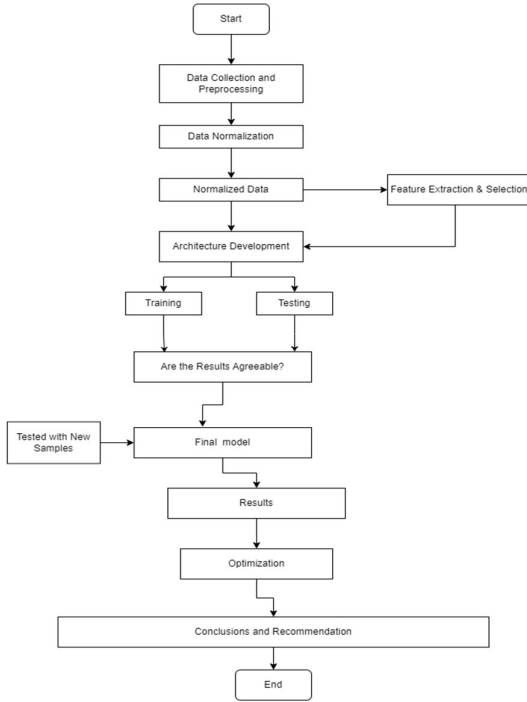 Start
Data Collection and
Preprocessing
Data Normalization
Normalized Data
Feature Extraction & Selection
Architecture Development
Training
Testing
Are the Results Agreeable?
Tested with New
Samples
Final model
Results
Optimization
Conclusions and Recommendation
End